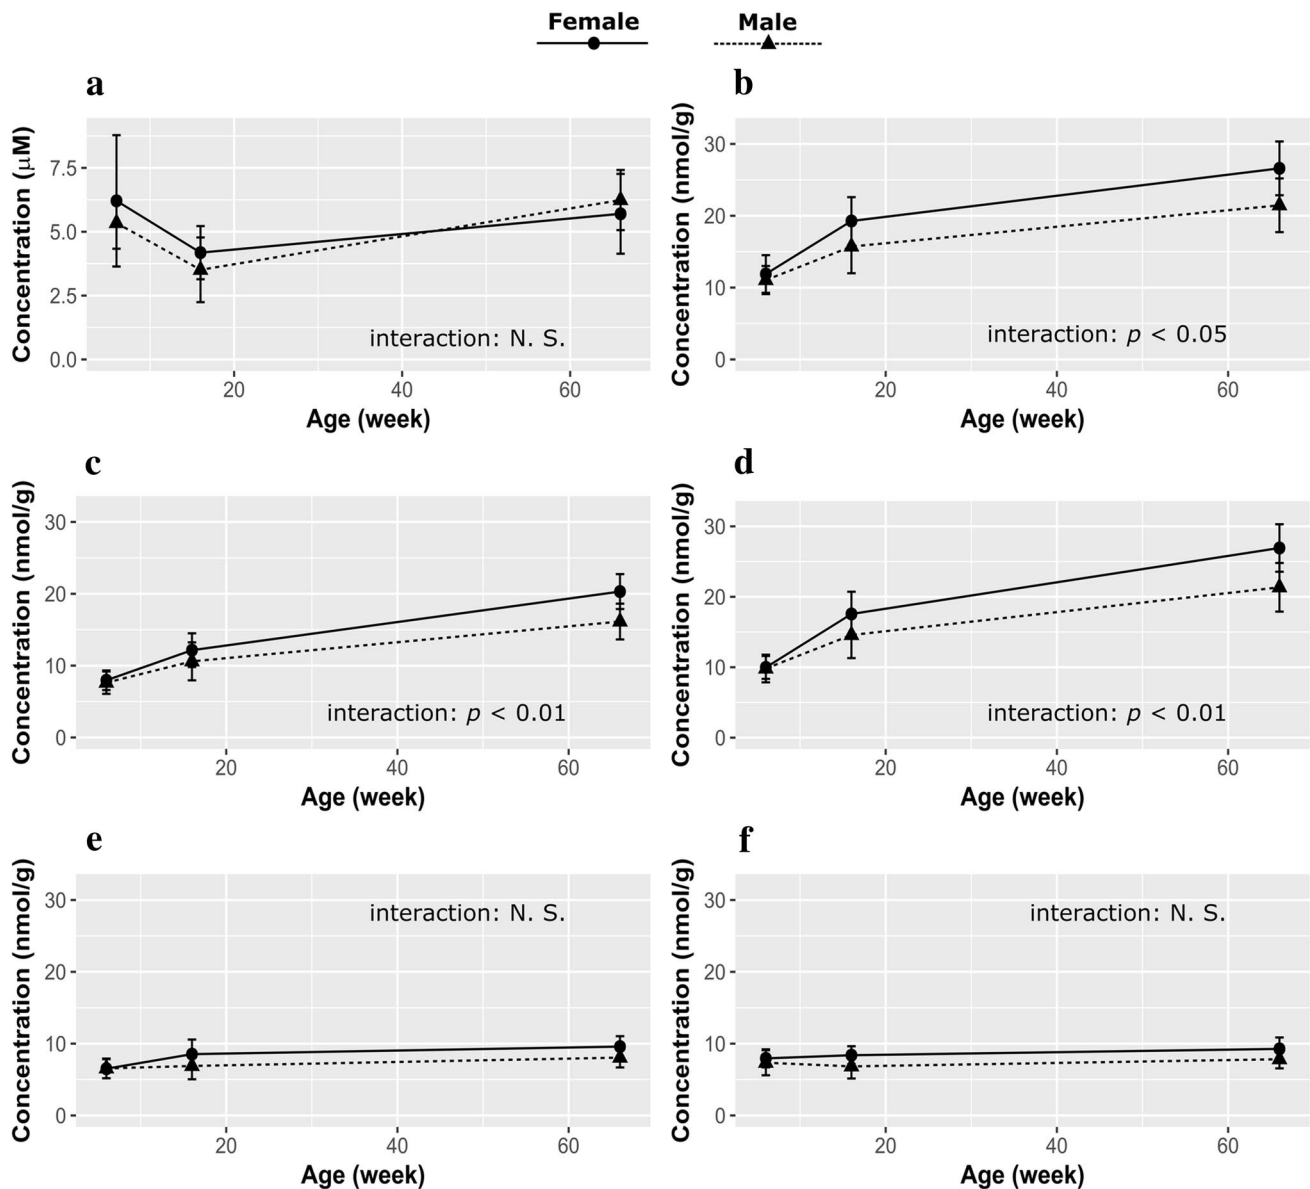 Female Male
a
Concentration (μM)
7.5
5.0
2.5
0.0
interaction: N. S.
20 40 60
Age (week)
b
Concentration (nmol/g)
30
20
10
0
interaction: p < 0.05
20 40 60
Age (week)
c
Concentration (nmol/g)
30
20
10
0
interaction: p < 0.01
20 40 60
Age (week)
d
Concentration (nmol/g)
30
20
10
0
interaction: p < 0.01
20 40 60
Age (week)
e
Concentration (nmol/g)
30
20
10
0
interaction: N. S.
20 40 60
Age (week)
f
Concentration (nmol/g)
30
20
10
0
interaction: N. S.
20 40 60
Age (week)